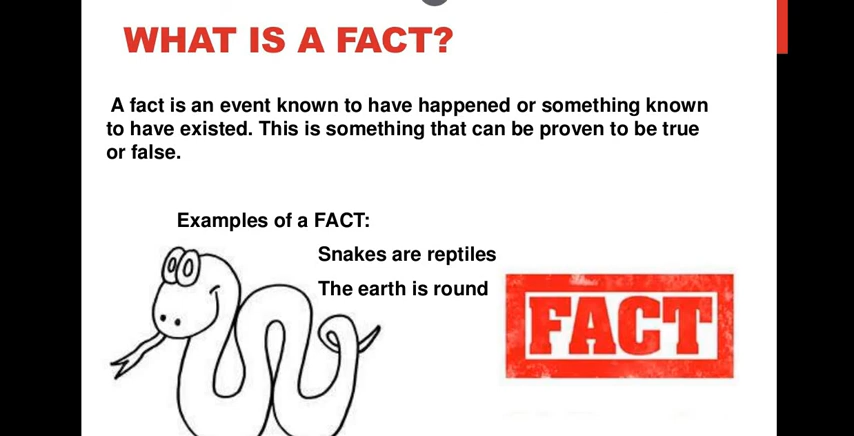 WHAT IS A FACT?
A fact is an event known to have happened or something known
to have existed. This is something that can be proven to be true
or false.
Examples of a FACT:
Snakes are reptiles
The earth is round
FACT